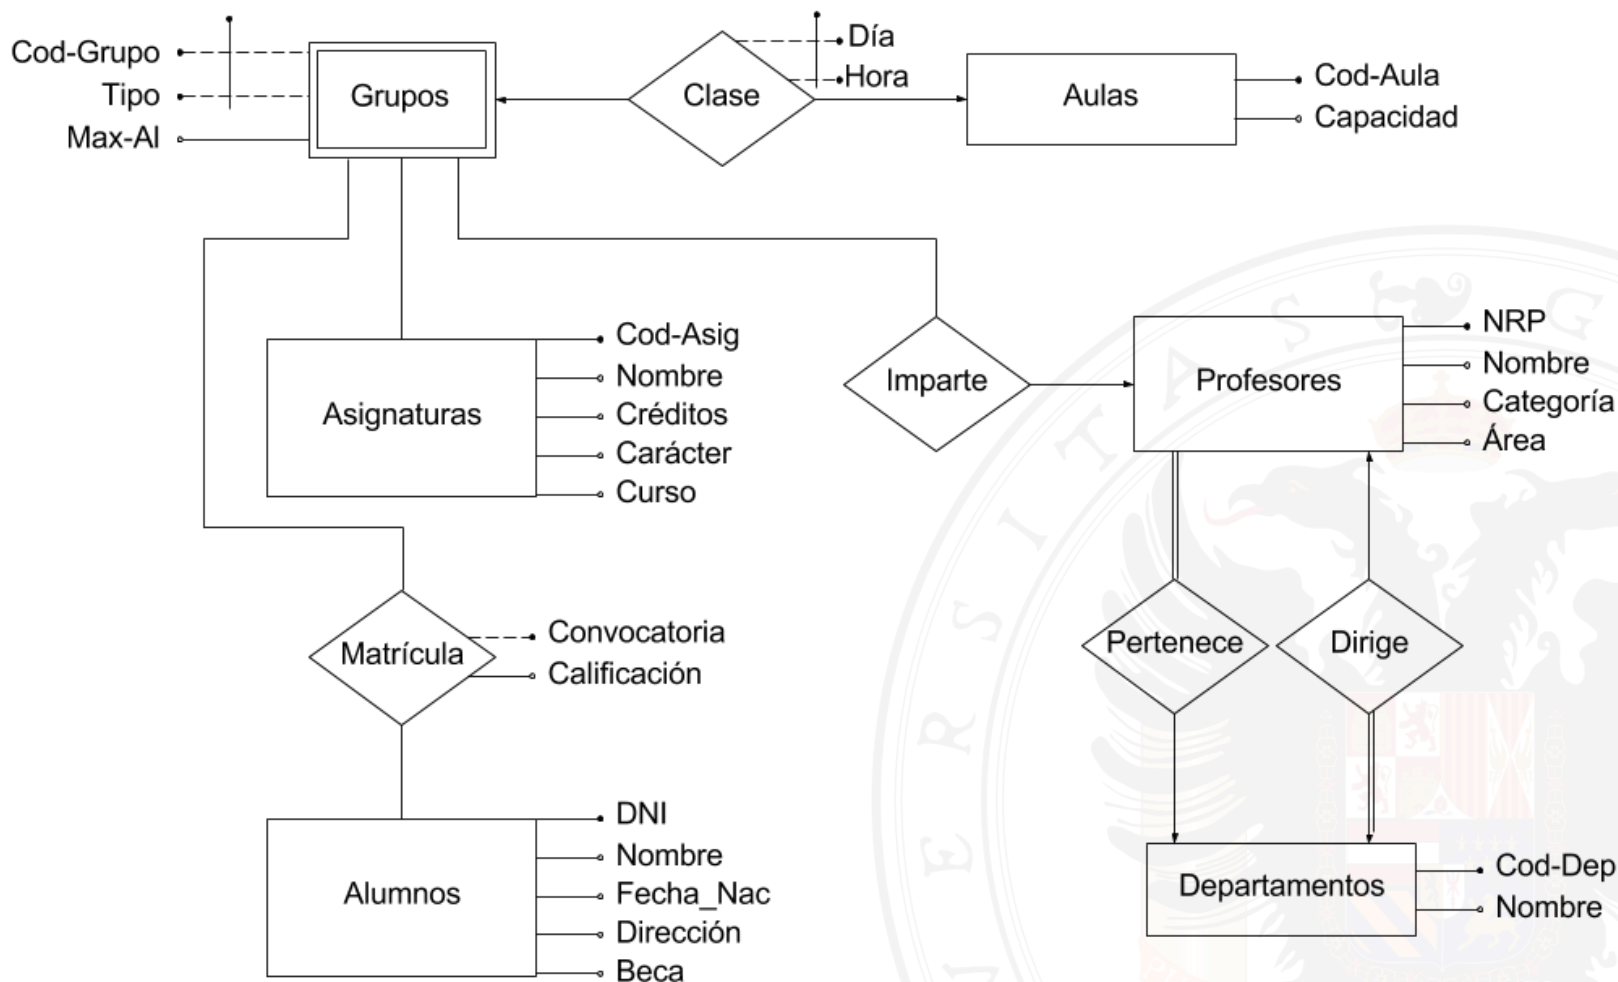 Cod-Grupo
Tipo
Max-Al
Grupos
Clase
Día
Hora
Aulas
Cod-Aula
Capacidad
Asignaturas
Cod-Asig
Nombre
Créditos
Carácter
Curso
Imparte
Profesores
NRP
Nombre
Categoría
Área
Matrícula
Convocatoria
Calificación
Pertenece
Dirige
Alumnos
DNI
Nombre
Fecha_Nac
Dirección
Beca
Departamentos
Cod-Dep
Nombre
ERSITAS G